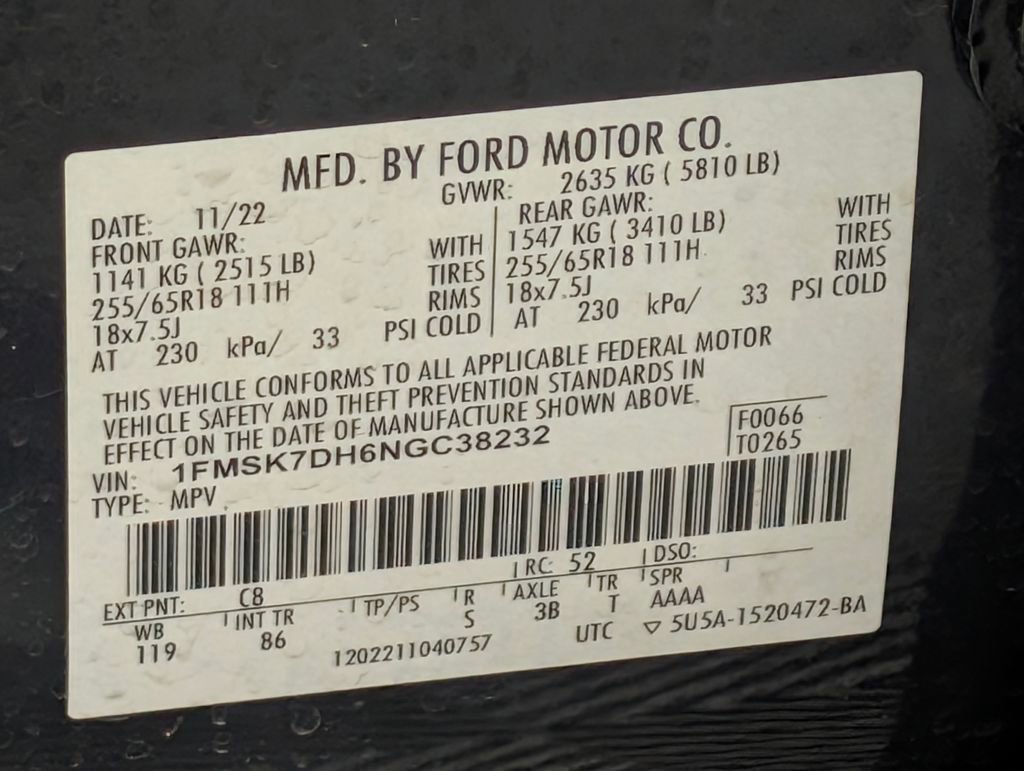 MFD. BY FORD MOTOR CO.
DATE: 11/22 GVWR: 2635 KG ( 5810 LB)
FRONT GAWR: REAR GAWR:
1141 KG ( 2515 LB) WITH 1547 KG ( 3410 LB) WITH
255/65R18 111H TIRES 255/65R18 111H TIRES
18x7.5J RIMS 18x7.5J RIMS
AT 230 kPa/ 33 PSI COLD AT 230 kPa/ 33 PSI COLD
THIS VEHICLE CONFORMS TO ALL APPLICABLE FEDERAL MOTOR
VEHICLE SAFETY AND THEFT PREVENTION STANDARDS IN
EFFECT ON THE DATE OF MANUFACTURE SHOWN ABOVE.
VIN: 1FMSK7DH6NGC38232 F0066
TYPE: MPV T0265
EXT PNT: C8 RC: 52 DSO:
WB INT TR TP/PS R AXLE TR SPR
119 86 S 3B T AAAA
1202211040757 UTC ▽ 5U5A-1520472-BA